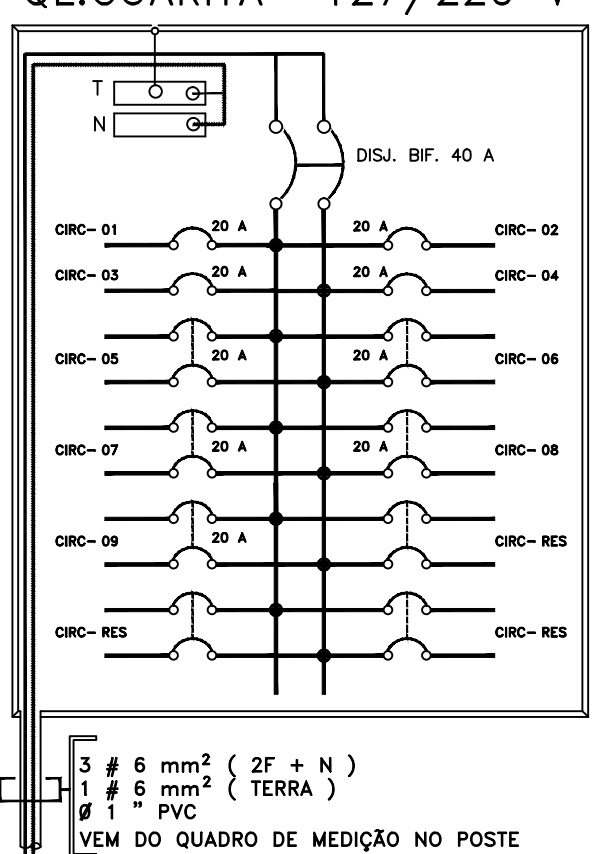 QL.GUARITA - 127/220 V
T
N
DISJ. BIF. 40 A
CIRC- 01 20 A 20 A CIRC- 02
CIRC- 03 20 A 20 A CIRC- 04
CIRC- 05 20 A 20 A CIRC- 06
CIRC- 07 20 A 20 A CIRC- 08
CIRC- 09 20 A CIRC- RES
CIRC- RES CIRC- RES
3 # 6 mm² ( 2F + N )
1 # 6 mm² ( TERRA )
Ø 1 " PVC
VEM DO QUADRO DE MEDIÇÃO NO POSTE